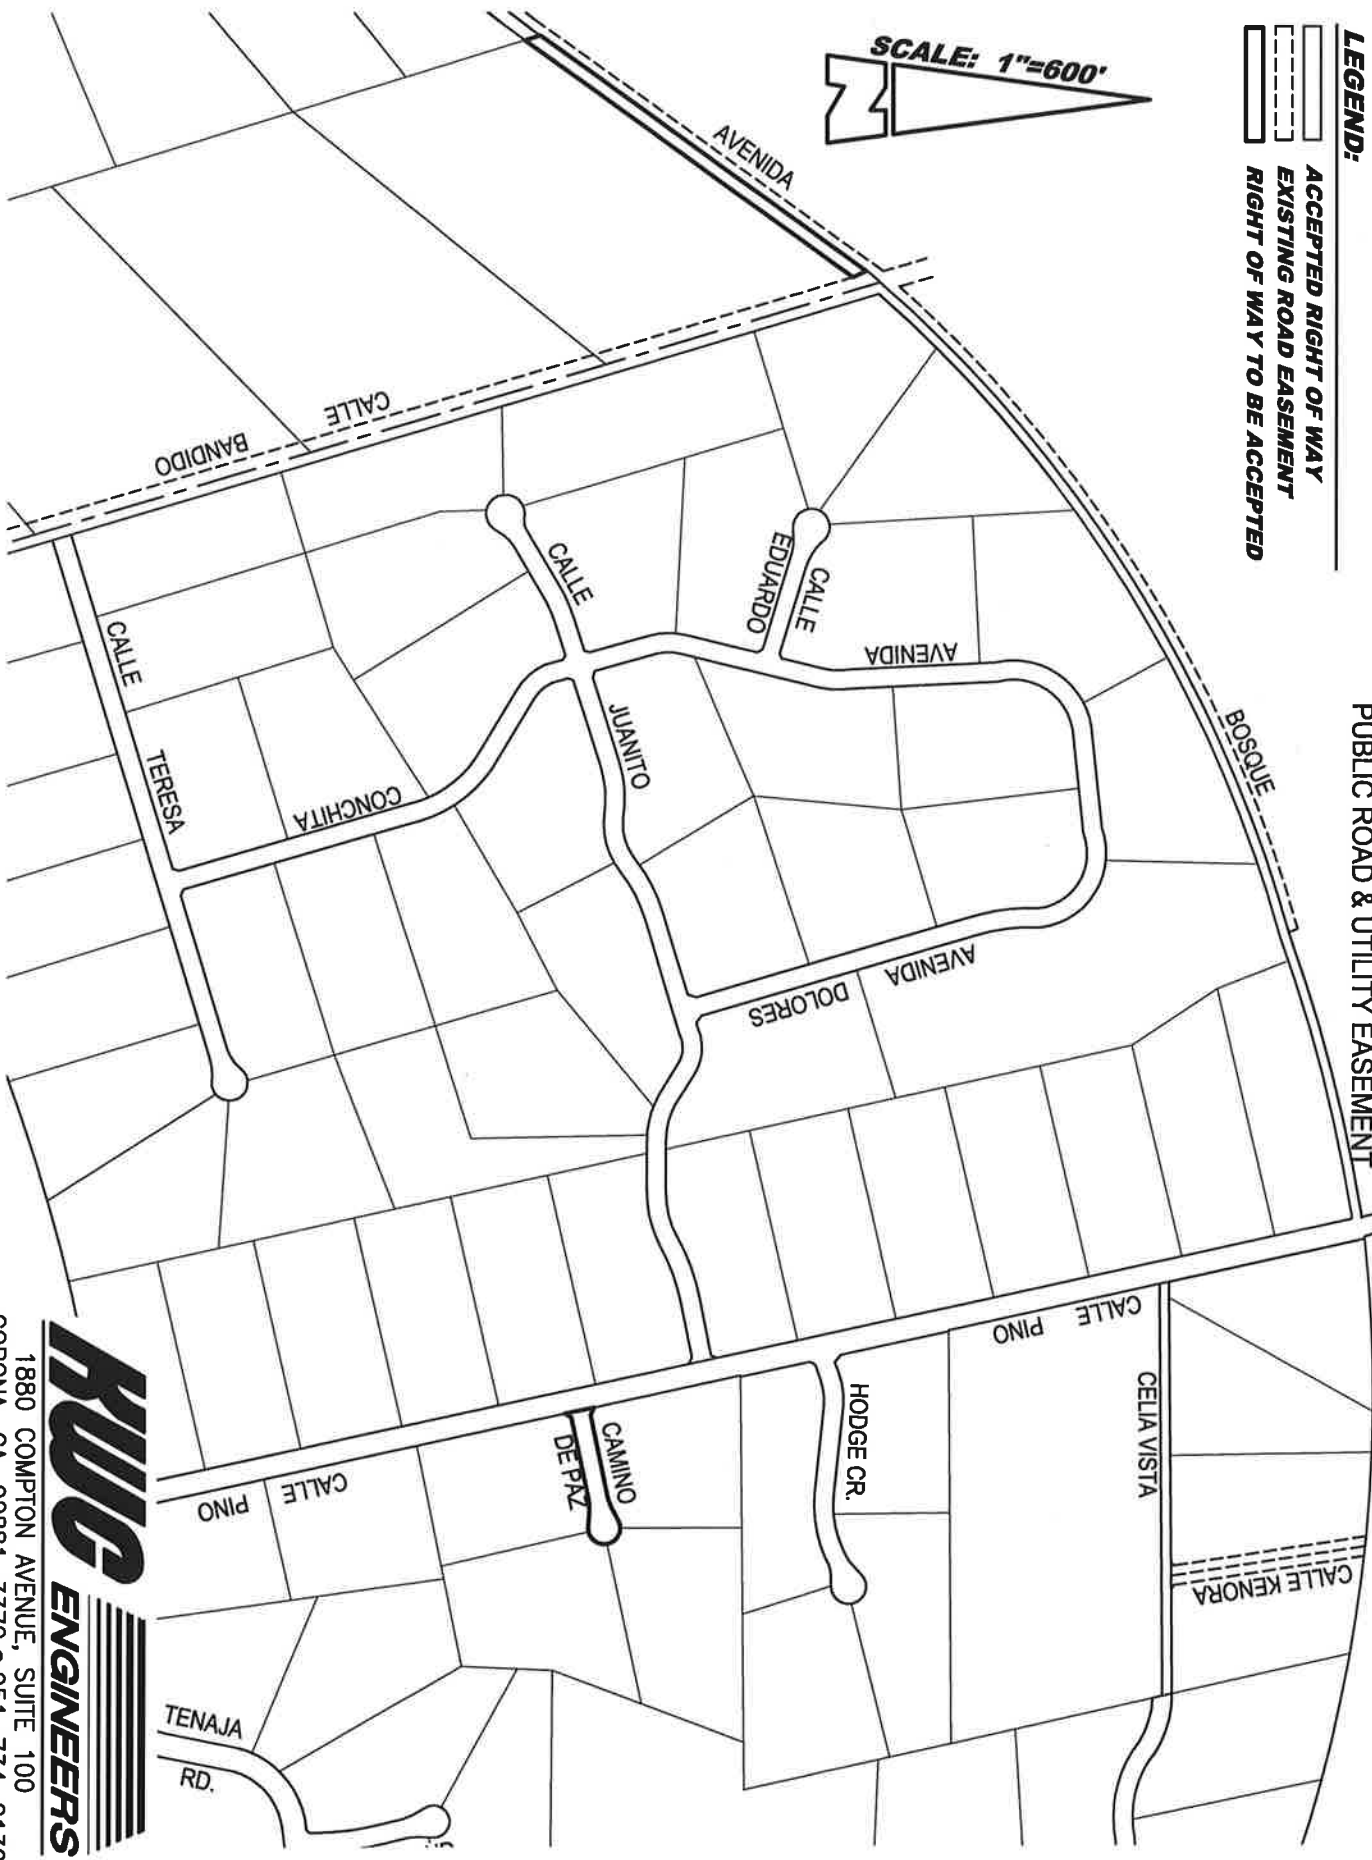 PUBLIC ROAD & UTILITY EASEMENT
LEGEND:
ACCEPTED RIGHT OF WAY
EXISTING ROAD EASEMENT
RIGHT OF WAY TO BE ACCEPTED
SCALE: 1"=600'
N
AVENIDA
BOSQUE
CALLE
BANDIDO
CALLE
EDUARDO
AVENIDA
CALLE
JUANITO
CONCHITA
CALLE
TERESA
AVENIDA
DOLORES
CALLE
PINO
CELIA VISTA
CALLE KENORA
HODGE CR.
CAMINO
DE PAZ
CALLE
PINO
TENAJA
RD.
KWC ENGINEERS
1880 COMPTON AVENUE, SUITE 100